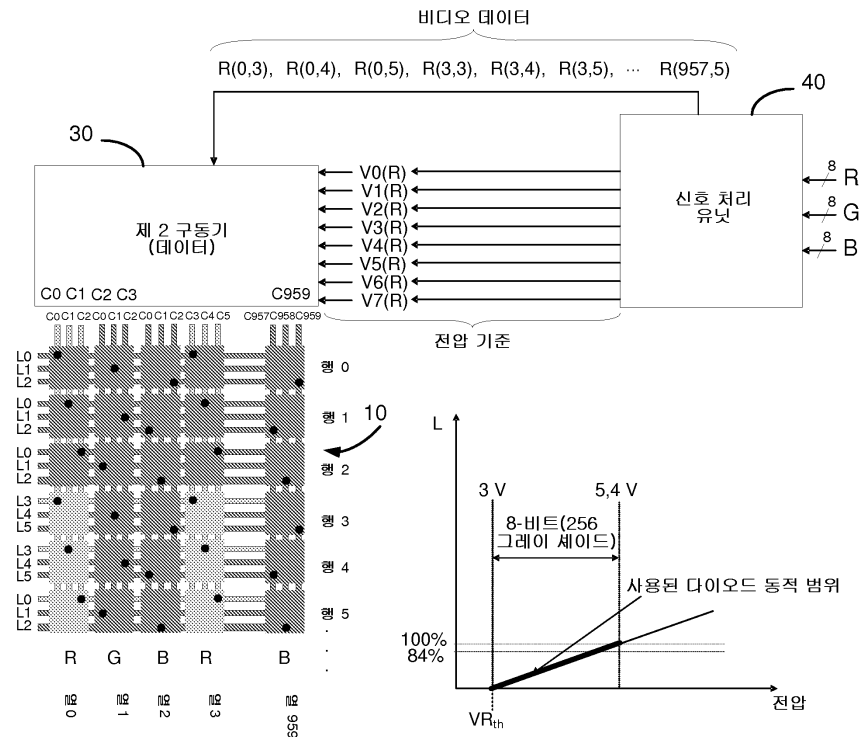 비디오 데이터
R(0,3), R(0,4), R(0,5), R(3,3), R(3,4), R(3,5), ··· R(957,5)
40
30
제 2 구동기
(데이터)
V0(R)
V1(R)
V2(R)
V3(R)
V4(R)
V5(R)
V6(R)
V7(R)
신호 처리
유닛
8 R
8 G
8 B
C0 C1 C2 C3 C959
C0 C1 C2 C0 C1 C2 C0 C1 C2 C3 C4 C5 C957 C958 C959
전압 기준
L0
L1 행 0
L2
L0
L1 행 1
L2
10
L0
L1 행 2
L2
L3
L4 행 3
L5
L3
L4 행 4
L5
L0
L1 행 5
L2
R G B R B
열 0 열 1 열 2 열 3 열 959
L
3 V 5,4 V
8-비트(256
그레이 셰이드)
사용된 다이오드 동적 범위
100%
84%
전압
VRth